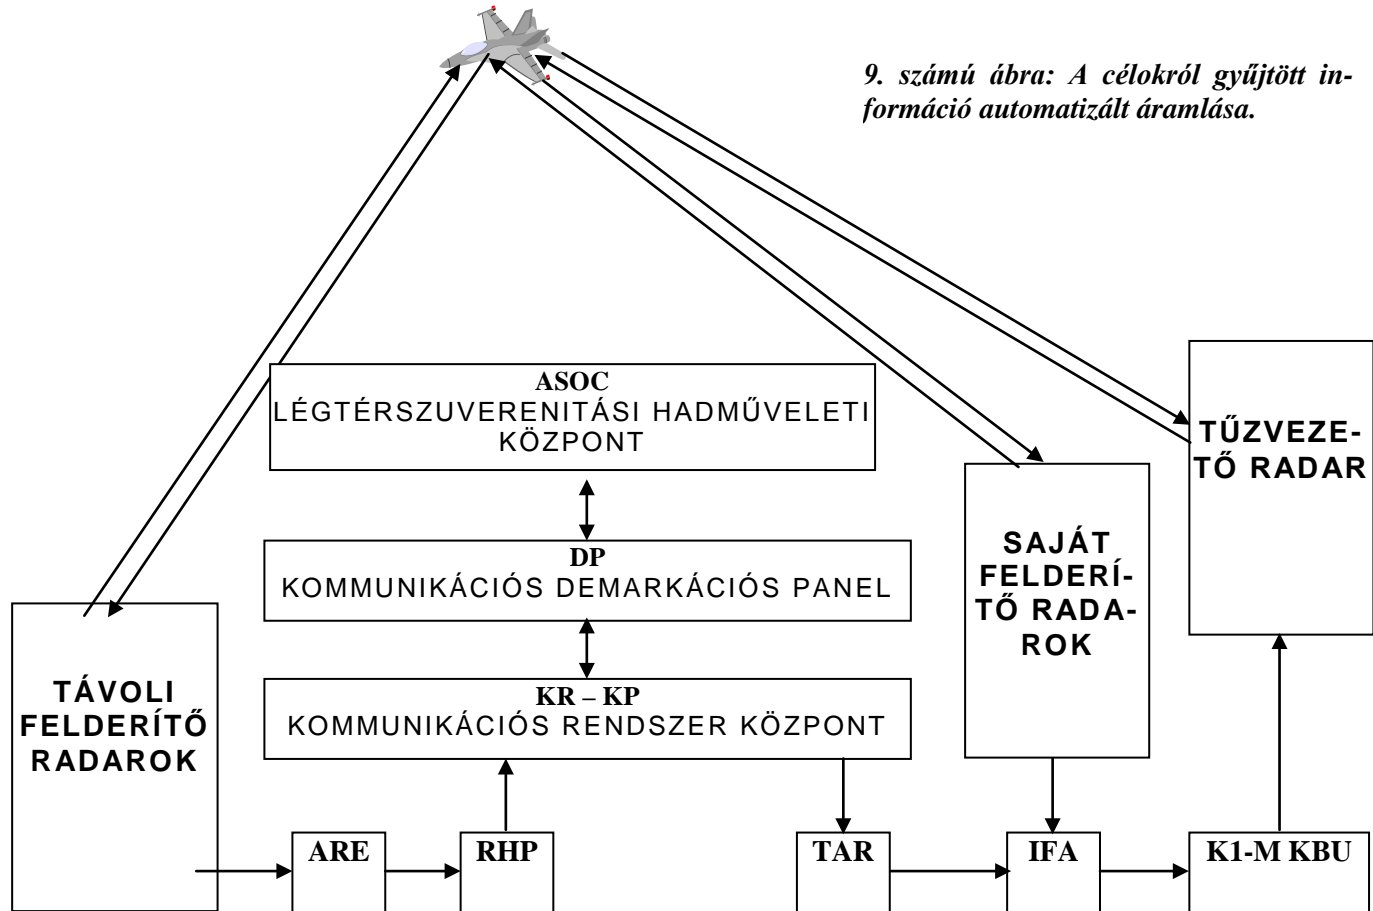 9. számú ábra: A célokról gyűjtött in-
formáció automatizált áramlása.
ASOC
LÉGTÉRSZUVERENITÁSI HADMŰVELETI
KÖZPONT
TŰZVEZE-
TŐ RADAR
DP
KOMMUNIKÁCIÓS DEMARKÁCIÓS PANEL
SAJÁT
FELDERÍ-
TŐ RADA-
ROK
TÁVOLI
FELDERÍTŐ
RADAROK
KR – KP
KOMMUNIKÁCIÓS RENDSZER KÖZPONT
ARE
RHP
TAR
IFA
K1-M KBU